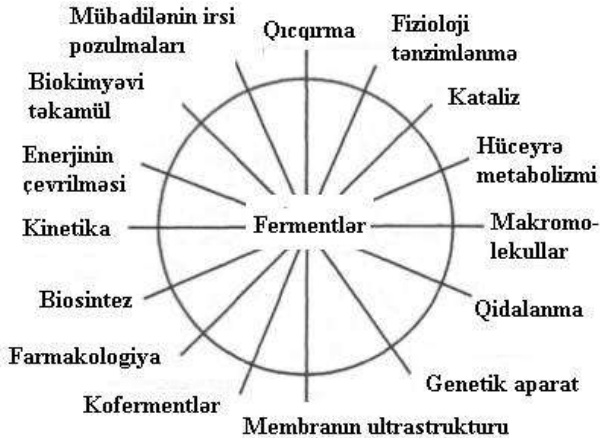 Mübadilənin irsi
pozulmaları
Qıcqırma
Fizioloji
tənzimlənmə
Biokimyəvi
təkamül
Kataliz
Enerjinin
çevrilməsi
Hüceyrə
metabolizmi
Kinetika
Fermentlər
Makromo-
lekullar
Biosintez
Qidalanma
Farmakologiya
Genetik aparat
Kofermentlər
Membranın ultrastrukturu